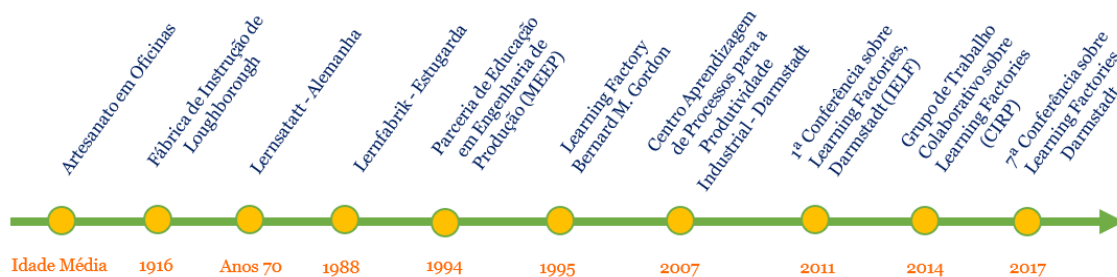 Artesanato em Oficinas
Fábrica de Instrução de
Loughborough
Lernsatatt - Alemanha
Lernfabrik - Estugarda
Parceria de Educação
em Engenharia de
Produção (MEEP)
Learning Factory
Bernard M. Gordon
Centro Aprendizagem
de Processos para a
Produtividade
Industrial - Darmstadt
1ª Conferência sobre
Learning Factories,
Darmstadt (IELF)
Grupo de Trabalho
Colaborativo sobre
Learning Factories
(CIRP)
7ª Conferência sobre
Learning Factories
Darmstadt
Idade Média
1916
Anos 70
1988
1994
1995
2007
2011
2014
2017